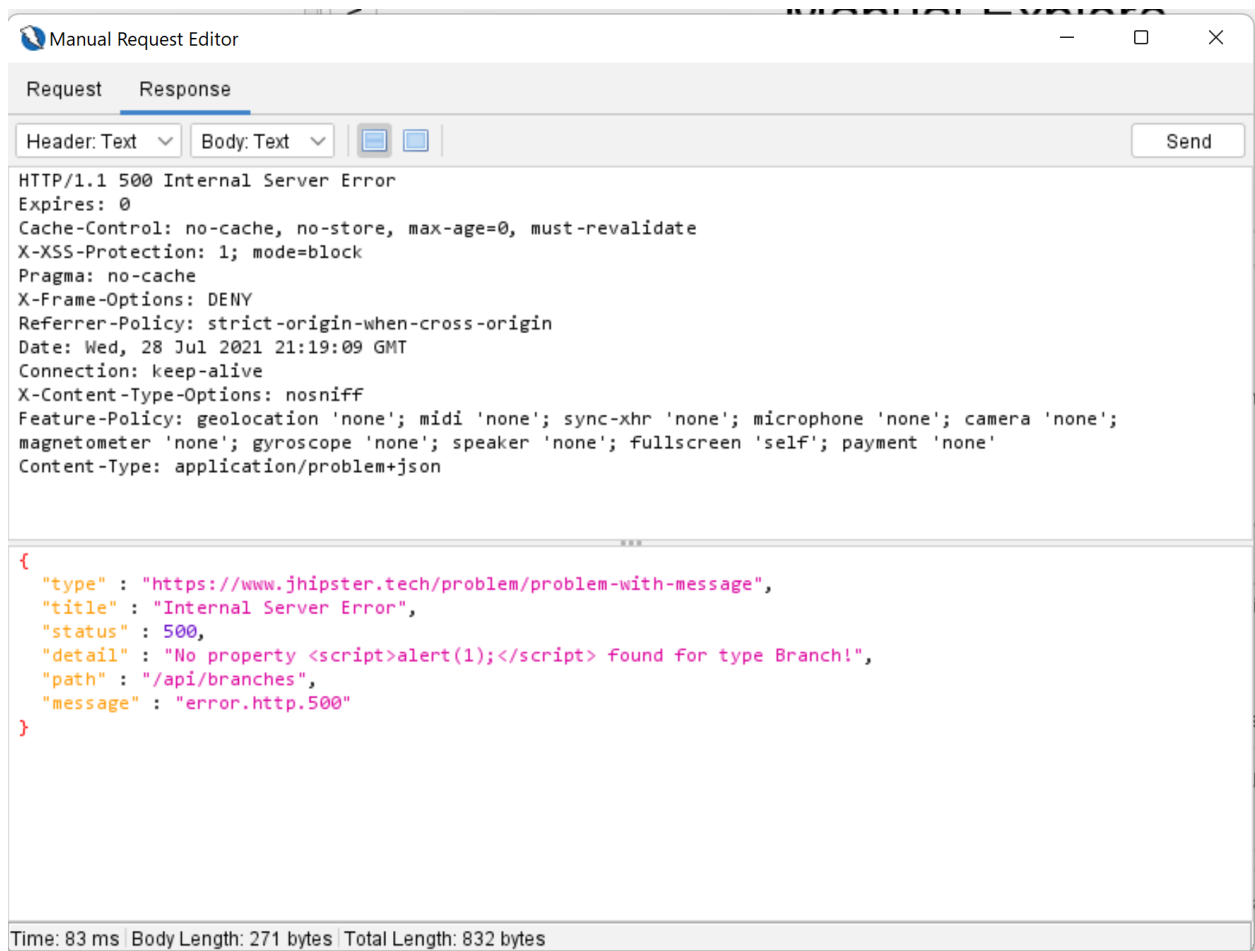 Manual Explore
Manual Request Editor
Request Response
Header: Text Body: Text Send
HTTP/1.1 500 Internal Server Error
Expires: 0
Cache-Control: no-cache, no-store, max-age=0, must-revalidate
X-XSS-Protection: 1; mode=block
Pragma: no-cache
X-Frame-Options: DENY
Referrer-Policy: strict-origin-when-cross-origin
Date: Wed, 28 Jul 2021 21:19:09 GMT
Connection: keep-alive
X-Content-Type-Options: nosniff
Feature-Policy: geolocation 'none'; midi 'none'; sync-xhr 'none'; microphone 'none'; camera 'none';
magnetometer 'none'; gyroscope 'none'; speaker 'none'; fullscreen 'self'; payment 'none'
Content-Type: application/problem+json
{
"type" : "https://www.jhipster.tech/problem/problem-with-message",
"title" : "Internal Server Error",
"status" : 500,
"detail" : "No property <script>alert(1);</script> found for type Branch!",
"path" : "/api/branches",
"message" : "error.http.500"
}
Time: 83 ms Body Length: 271 bytes Total Length: 832 bytes